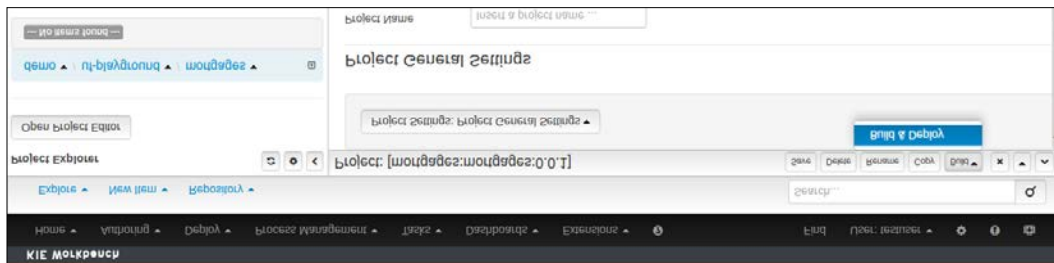 KIE Workbench
Home Authoring Deploy Process Management Tasks Dashboards Extensions Find User: testuser
Explore New Item Repository Search...
Project Explorer Project: [mortgages:mortgages:0.0.1] Save Delete Rename Copy Build
Build & Deploy
Open Project Editor Project Settings: Project General Settings
demo / uf-playground / mortgages Project General Settings
--- No items found ---
Project Name Insert a project name ...